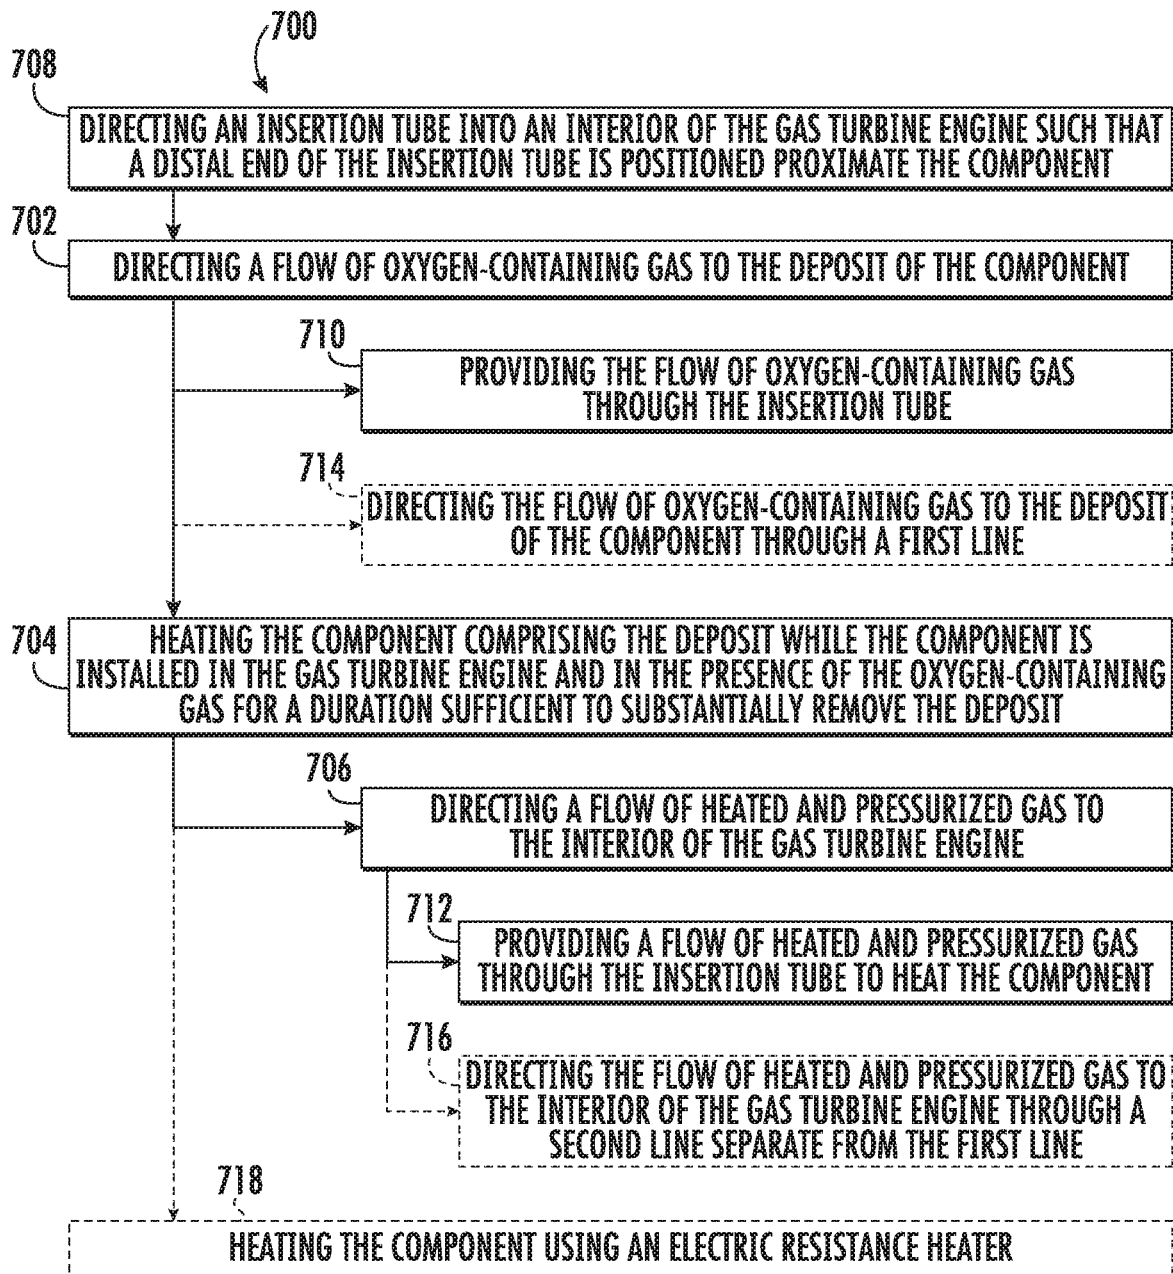 700
708
DIRECTING AN INSERTION TUBE INTO AN INTERIOR OF THE GAS TURBINE ENGINE SUCH THAT
A DISTAL END OF THE INSERTION TUBE IS POSITIONED PROXIMATE THE COMPONENT
702
DIRECTING A FLOW OF OXYGEN-CONTAINING GAS TO THE DEPOSIT OF THE COMPONENT
710
PROVIDING THE FLOW OF OXYGEN-CONTAINING GAS
THROUGH THE INSERTION TUBE
714
DIRECTING THE FLOW OF OXYGEN-CONTAINING GAS TO THE DEPOSIT
OF THE COMPONENT THROUGH A FIRST LINE
704
HEATING THE COMPONENT COMPRISING THE DEPOSIT WHILE THE COMPONENT IS
INSTALLED IN THE GAS TURBINE ENGINE AND IN THE PRESENCE OF THE OXYGEN-CONTAINING
GAS FOR A DURATION SUFFICIENT TO SUBSTANTIALLY REMOVE THE DEPOSIT
706
DIRECTING A FLOW OF HEATED AND PRESSURIZED GAS TO
THE INTERIOR OF THE GAS TURBINE ENGINE
712
PROVIDING A FLOW OF HEATED AND PRESSURIZED GAS
THROUGH THE INSERTION TUBE TO HEAT THE COMPONENT
716
DIRECTING THE FLOW OF HEATED AND PRESSURIZED GAS TO
THE INTERIOR OF THE GAS TURBINE ENGINE THROUGH A
SECOND LINE SEPARATE FROM THE FIRST LINE
718
HEATING THE COMPONENT USING AN ELECTRIC RESISTANCE HEATER